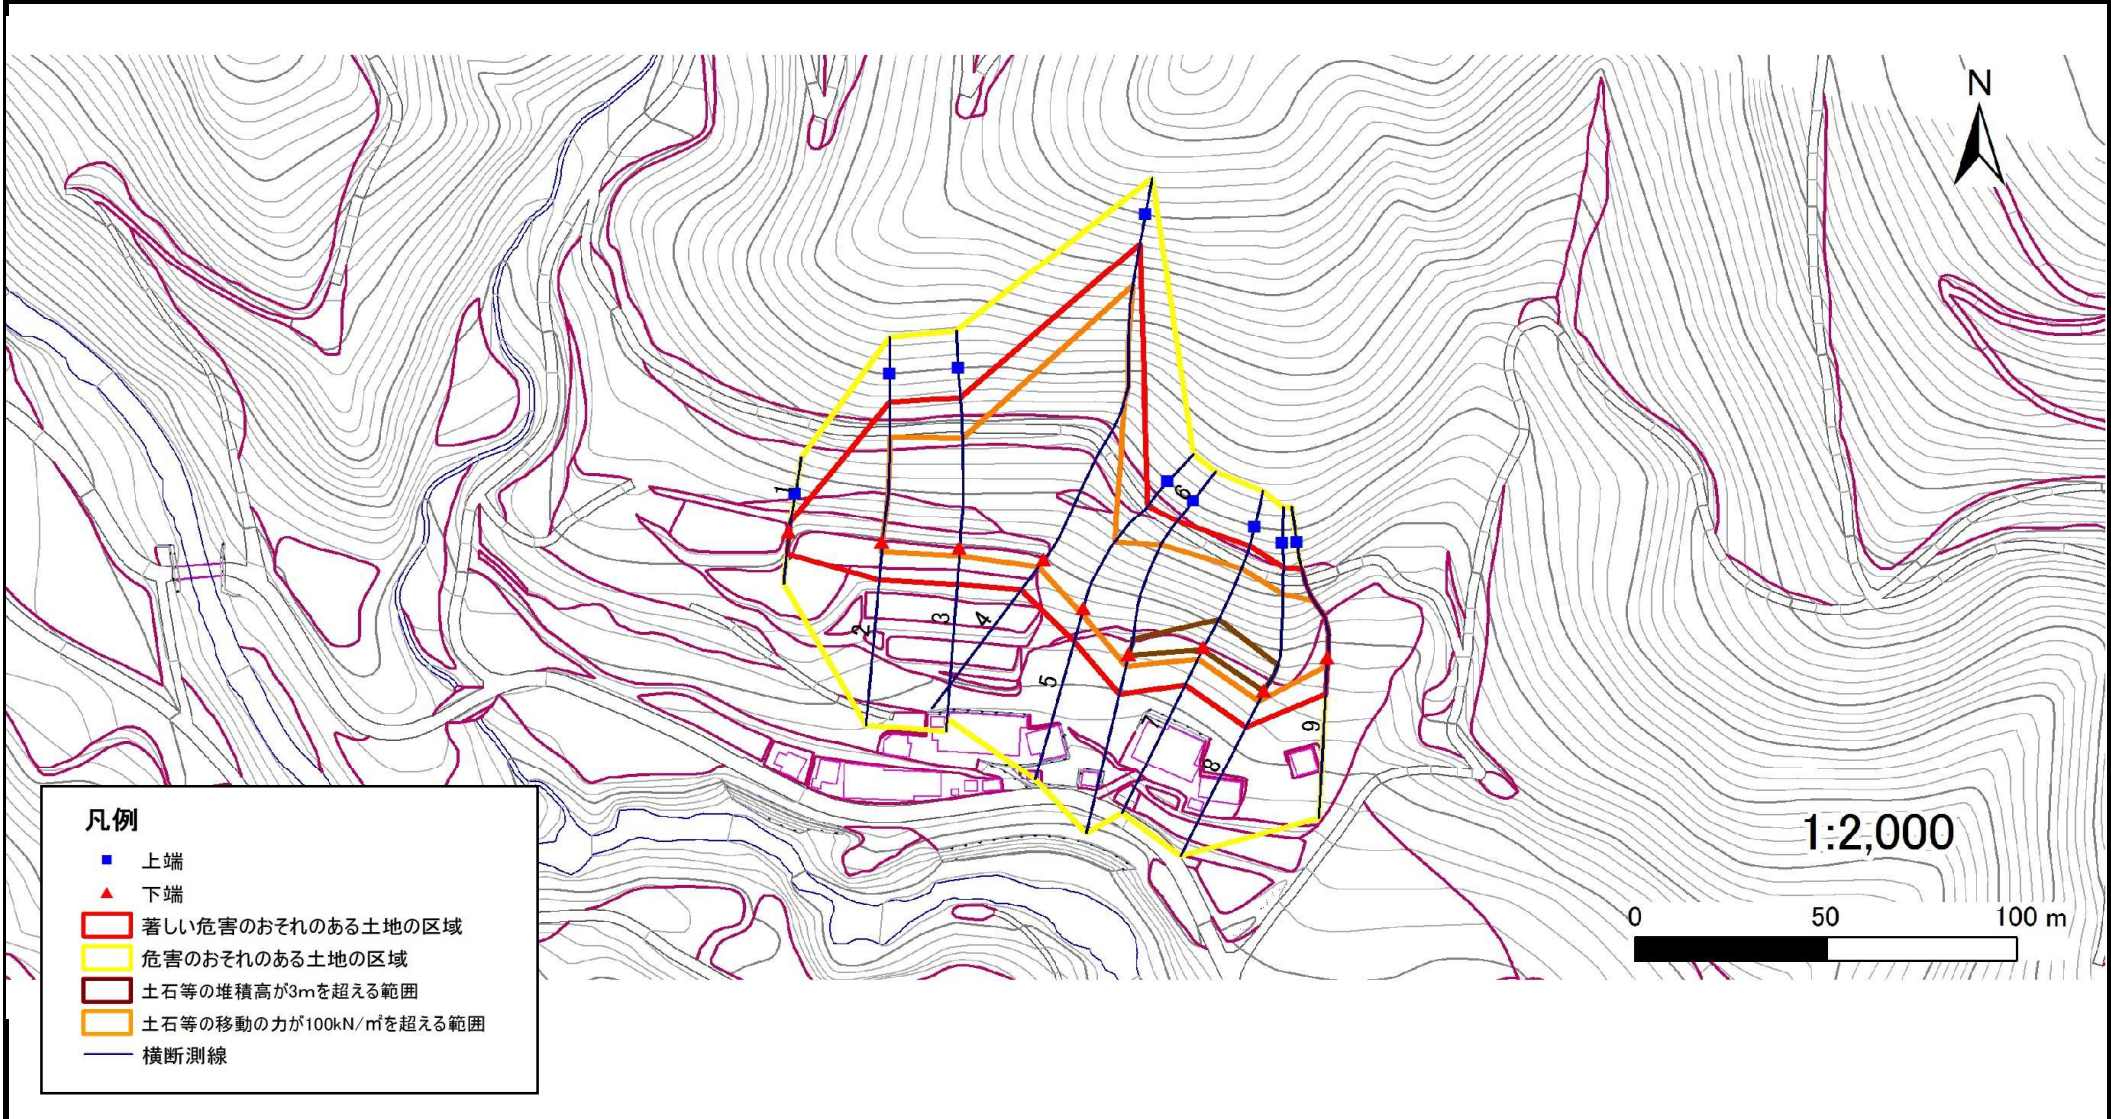 N
1
2
3
4
5
6
7
8
9
1:2,000
0 50 100 m
凡例
上端
下端
著しい危害のおそれのある土地の区域
危害のおそれのある土地の区域
土石等の堆積高が3mを超える範囲
土石等の移動の力が100kN/㎡を超える範囲
横断測線